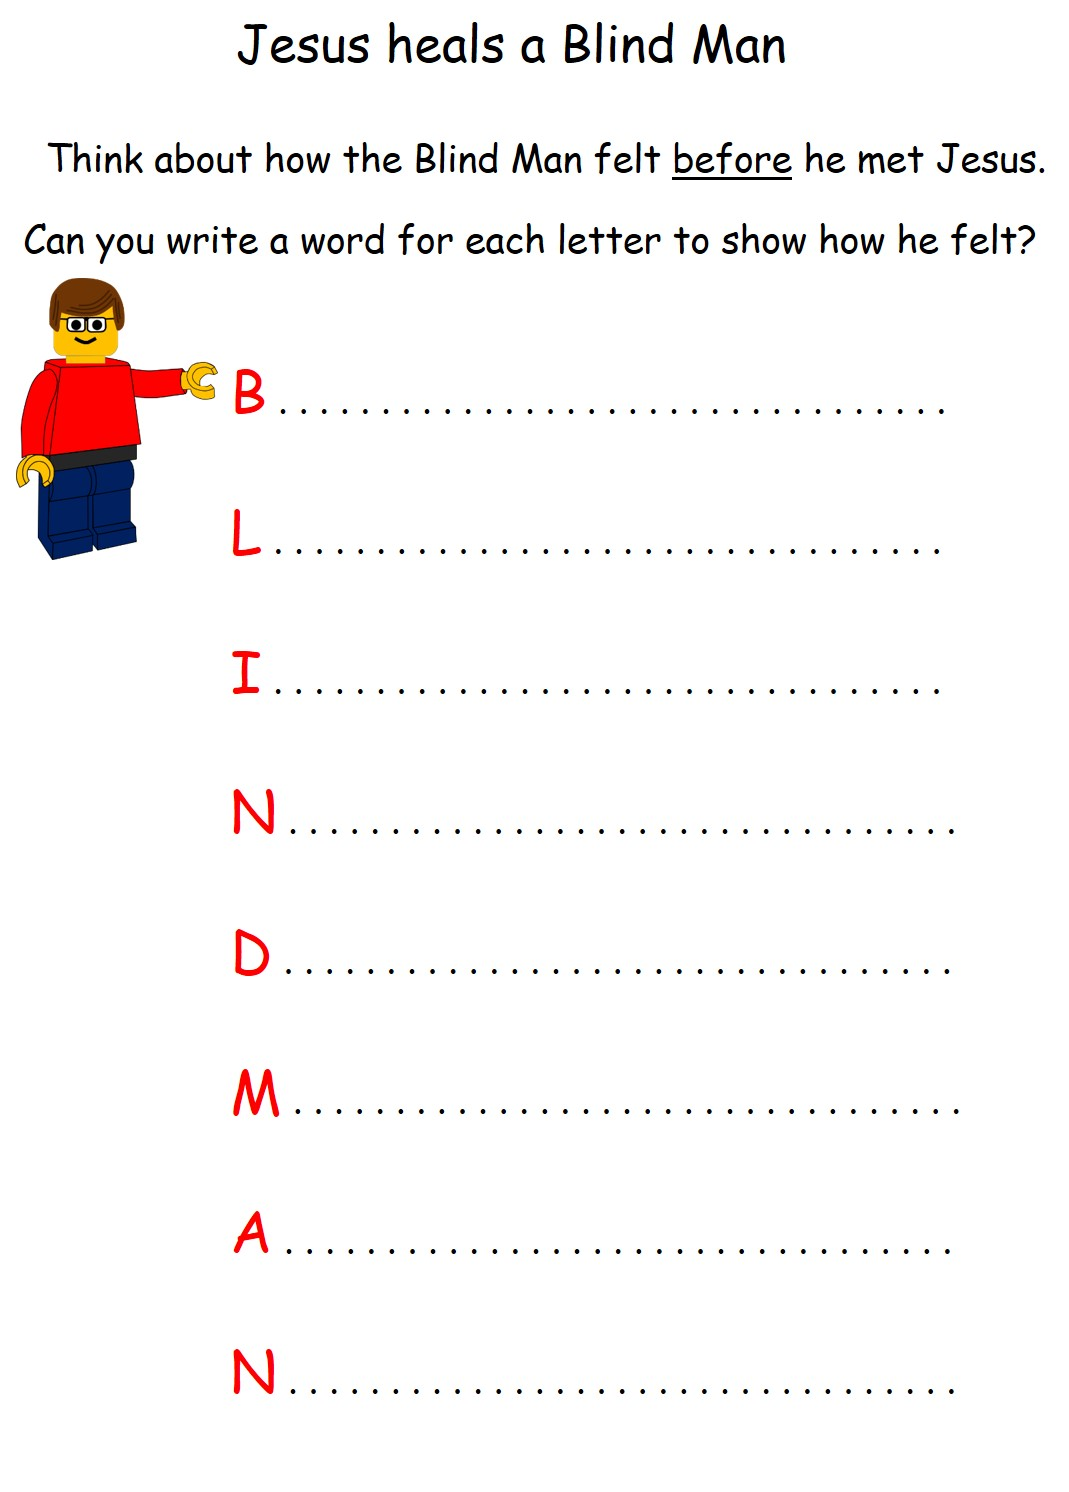 Jesus heals a Blind Man
Think about how the Blind Man felt before he met Jesus.
Can you write a word for each letter to show how he felt?
B.................................
L.................................
I.................................
N.................................
D.................................
M.................................
A.................................
N.................................